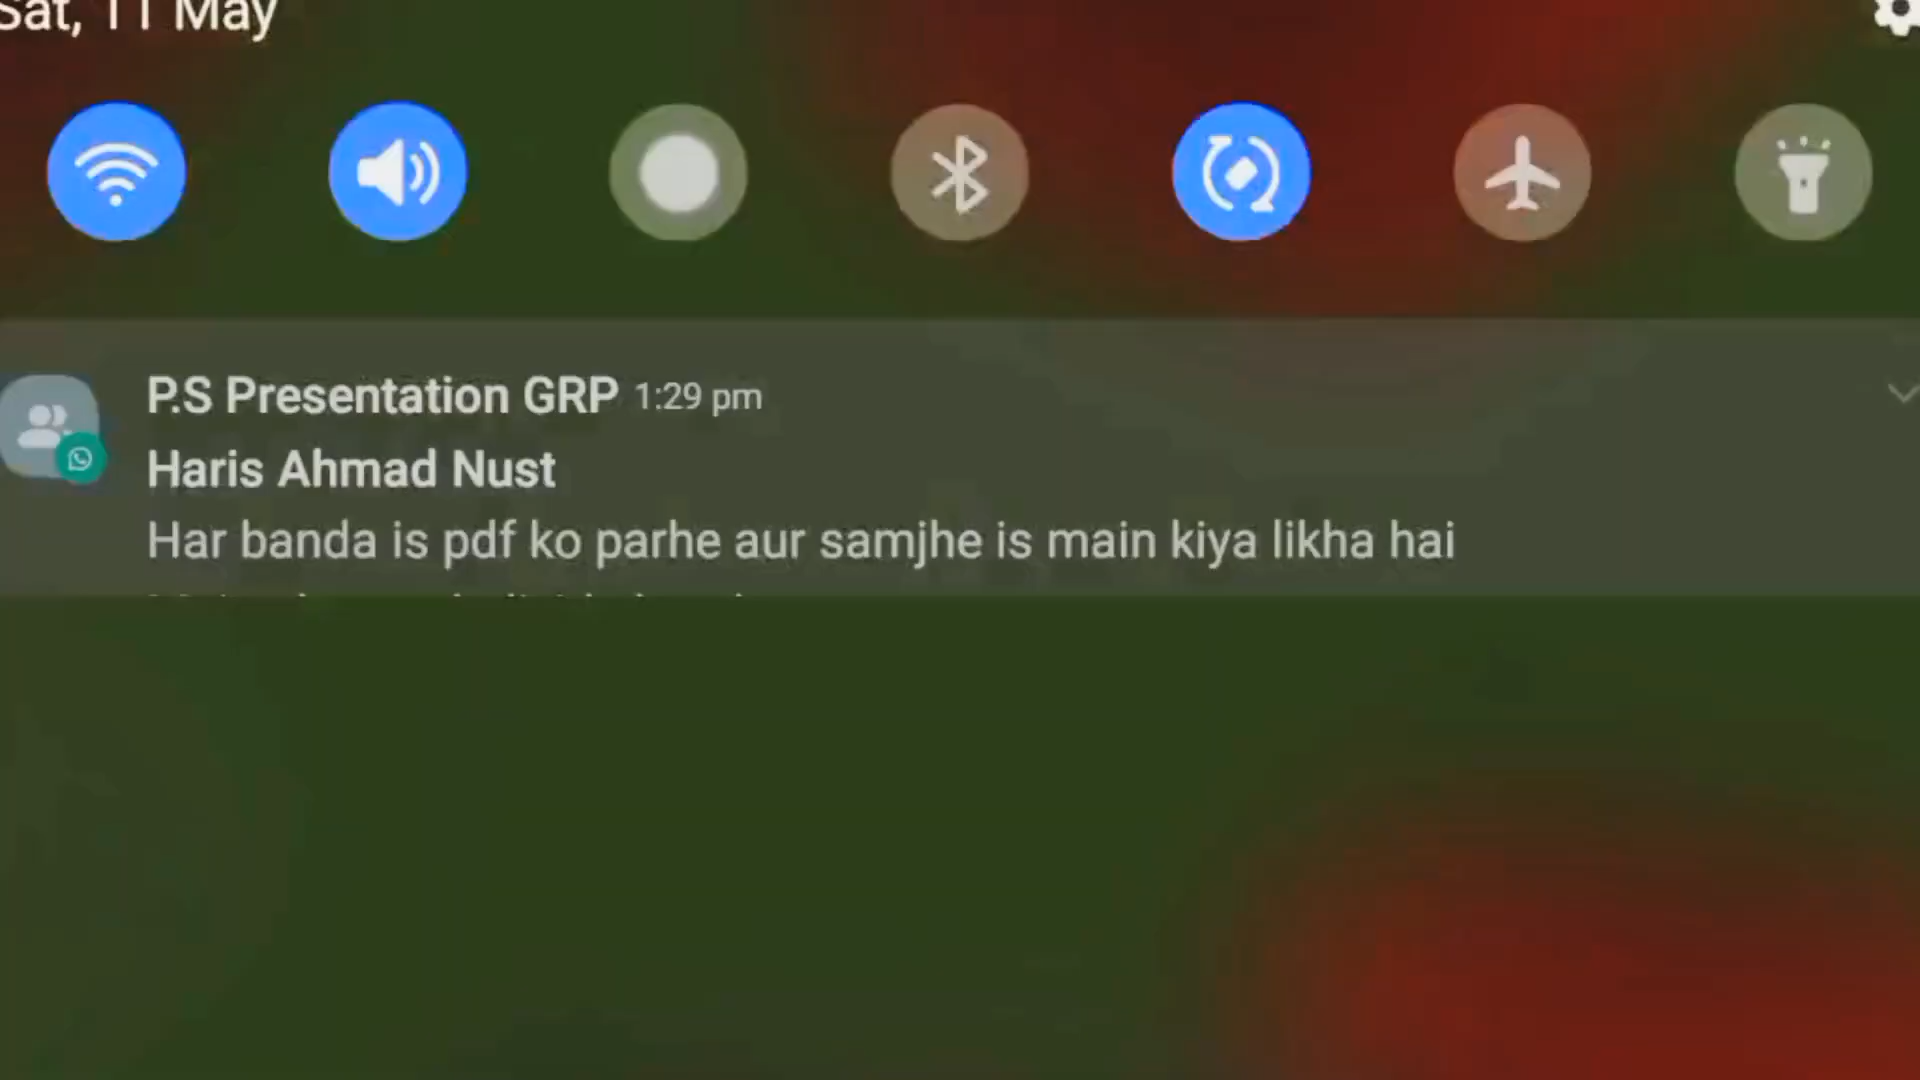 Sat, 11 May
P.S Presentation GRP 1:29 pm
Haris Ahmad Nust
Har banda is pdf ko parhe aur samjhe is main kiya likha hai